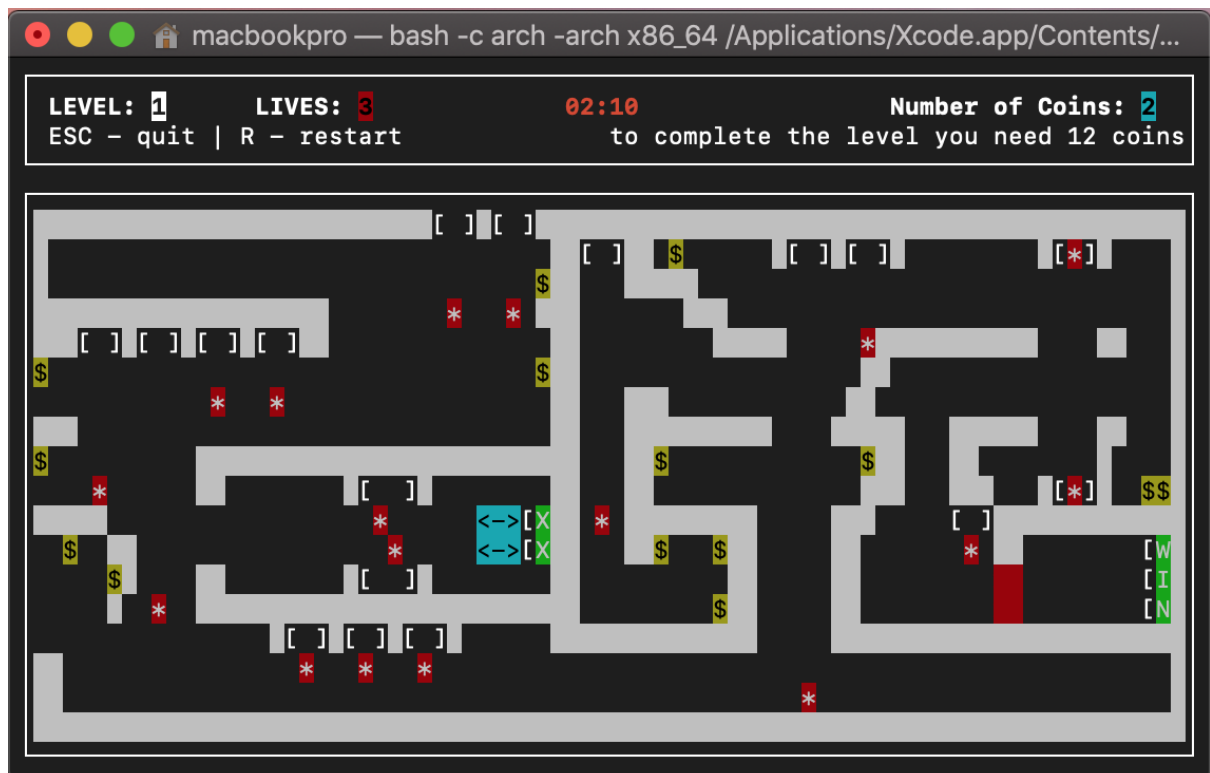 macbookpro — bash -c arch -arch x86_64 /Applications/Xcode.app/Contents/...
LEVEL: 1 LIVES: 3 02:10 Number of Coins: 2
ESC – quit | R – restart to complete the level you need 12 coins
[ ] [ ]
[ ] $ [ ] [ ] [*]
$
* *
[ ] [ ] [ ] [ ] *
$ $
* *
$ $ $
* [ ] [*] $$
* <->[X * [ ]
$ * <->[X $ $ * [W
$ [ ] [I
* $ [N
[ ] [ ] [ ]
* * *
*